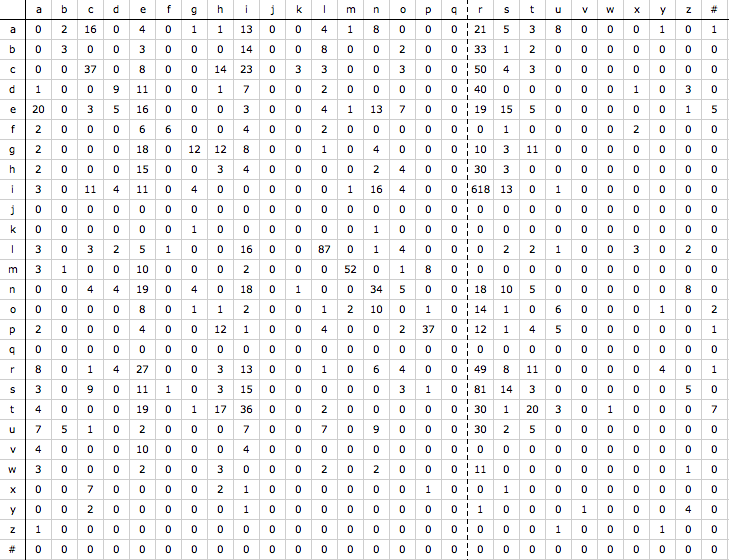 a b c d e f g h i j k l m n o p q r s t u v w x y z #
a 0 2 16 0 4 0 1 1 13 0 0 4 1 8 0 0 0 21 5 3 8 0 0 0 1 0 1
b 0 3 0 0 3 0 0 0 14 0 0 8 0 0 2 0 0 33 1 2 0 0 0 0 0 0 0
c 0 0 37 0 8 0 0 14 23 0 3 3 0 0 3 0 0 50 4 3 0 0 0 0 0 0 0
d 1 0 0 9 11 0 0 1 7 0 0 2 0 0 0 0 0 40 0 0 0 0 0 1 0 3 0
e 20 0 3 5 16 0 0 0 3 0 0 4 1 13 7 0 0 19 15 5 0 0 0 0 0 1 5
f 2 0 0 0 6 6 0 0 4 0 0 2 0 0 0 0 0 0 1 0 0 0 0 2 0 0 0
g 2 0 0 0 18 0 12 12 8 0 0 1 0 4 0 0 0 10 3 11 0 0 0 0 0 0 0
h 2 0 0 0 15 0 0 3 4 0 0 0 0 2 4 0 0 30 3 0 0 0 0 0 0 0 0
i 3 0 11 4 11 0 4 0 0 0 0 0 1 16 4 0 0 618 13 0 1 0 0 0 0 0 0
j 0 0 0 0 0 0 0 0 0 0 0 0 0 0 0 0 0 0 0 0 0 0 0 0 0 0 0
k 0 0 0 0 0 0 1 0 0 0 0 0 0 1 0 0 0 0 0 0 0 0 0 0 0 0 0
l 3 0 3 2 5 1 0 0 16 0 0 87 0 1 4 0 0 0 2 2 1 0 0 3 0 2 0
m 3 1 0 0 10 0 0 0 2 0 0 0 52 0 1 8 0 0 0 0 0 0 0 0 0 0 0
n 0 0 4 4 19 0 4 0 18 0 1 0 0 34 5 0 0 18 10 5 0 0 0 0 0 8 0
o 0 0 0 0 8 0 1 1 2 0 0 1 2 10 0 1 0 14 1 0 6 0 0 0 1 0 2
p 2 0 0 0 4 0 0 12 1 0 0 4 0 0 2 37 0 12 1 4 5 0 0 0 0 0 1
q 0 0 0 0 0 0 0 0 0 0 0 0 0 0 0 0 0 0 0 0 0 0 0 0 0 0 0
r 8 0 1 4 27 0 0 3 13 0 0 1 0 6 4 0 0 49 8 11 0 0 0 0 4 0 1
s 3 0 9 0 11 1 0 3 15 0 0 0 0 0 3 1 0 81 14 3 0 0 0 0 0 5 0
t 4 0 0 0 19 0 1 17 36 0 0 2 0 0 0 0 0 30 1 20 3 0 1 0 0 0 7
u 7 5 1 0 2 0 0 0 7 0 0 7 0 9 0 0 0 30 2 5 0 0 0 0 0 0 0
v 4 0 0 0 10 0 0 0 4 0 0 0 0 0 0 0 0 0 0 0 0 0 0 0 0 0 0
w 3 0 0 0 2 0 0 3 0 0 0 2 0 2 0 0 0 11 0 0 0 0 0 0 0 1 0
x 0 0 7 0 0 0 0 2 1 0 0 0 0 0 0 1 0 0 1 0 0 0 0 0 0 0 0
y 0 0 2 0 0 0 0 0 1 0 0 0 0 0 0 0 0 1 0 0 0 1 0 0 0 4 0
z 1 0 0 0 0 0 0 0 0 0 0 0 0 0 0 0 0 0 0 0 1 0 0 0 1 0 0
# 0 0 0 0 0 0 0 0 0 0 0 0 0 0 0 0 0 0 0 0 0 0 0 0 0 0 0